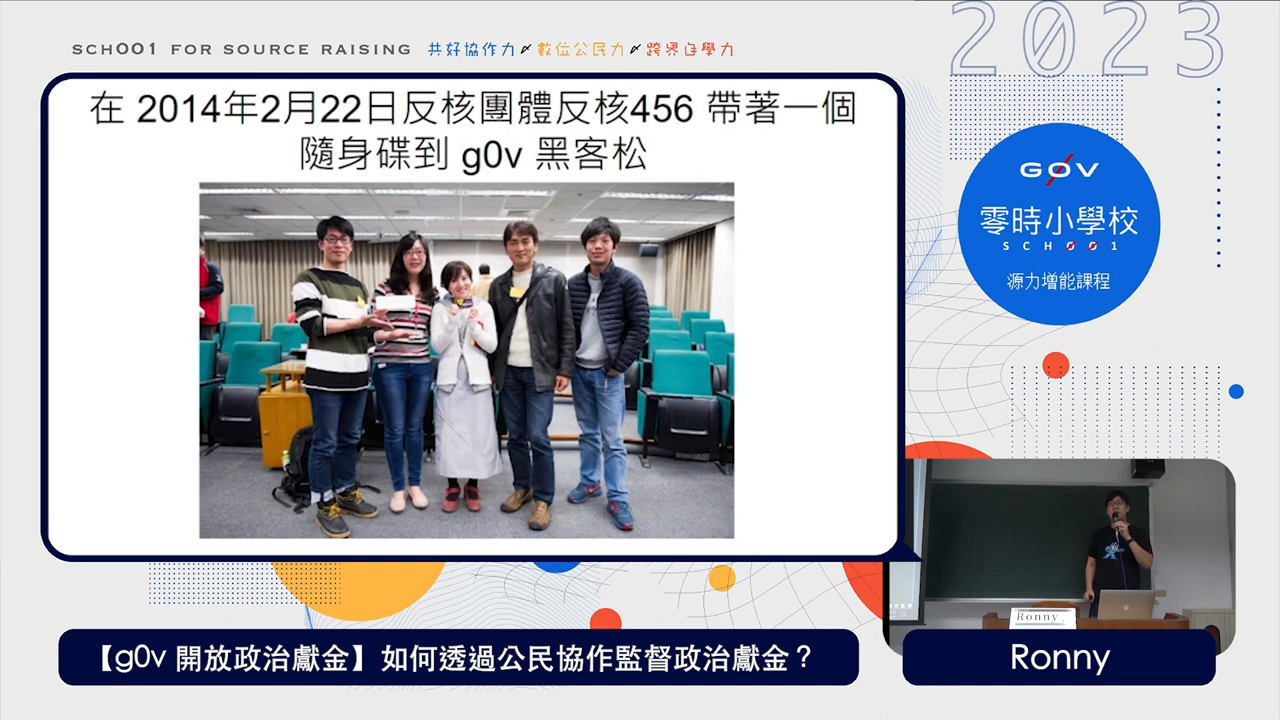 SCHOO1 FOR SOURCE RAISING 共好協作力 數位公民力 跨界自學力
2023
在 2014年2月22日反核團體反核456 帶著一個
隨身碟到 g0v 黑客松
G0V
零時小學校
SCHOO1
源力增能課程
Ronny
【g0v 開放政治獻金】如何透過公民協作監督政治獻金？
Ronny